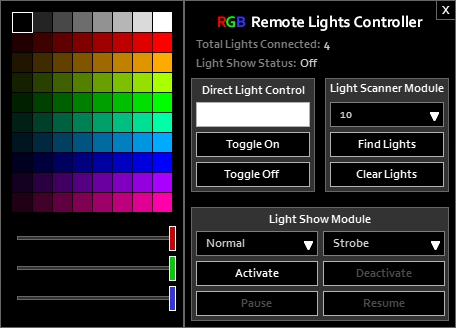 X
RGB Remote Lights Controller
Total Lights Connected: 4
Light Show Status: Off
Direct Light Control
Toggle On
Toggle Off
Light Scanner Module
10
Find Lights
Clear Lights
Light Show Module
Normal
Strobe
Activate
Deactivate
Pause
Resume